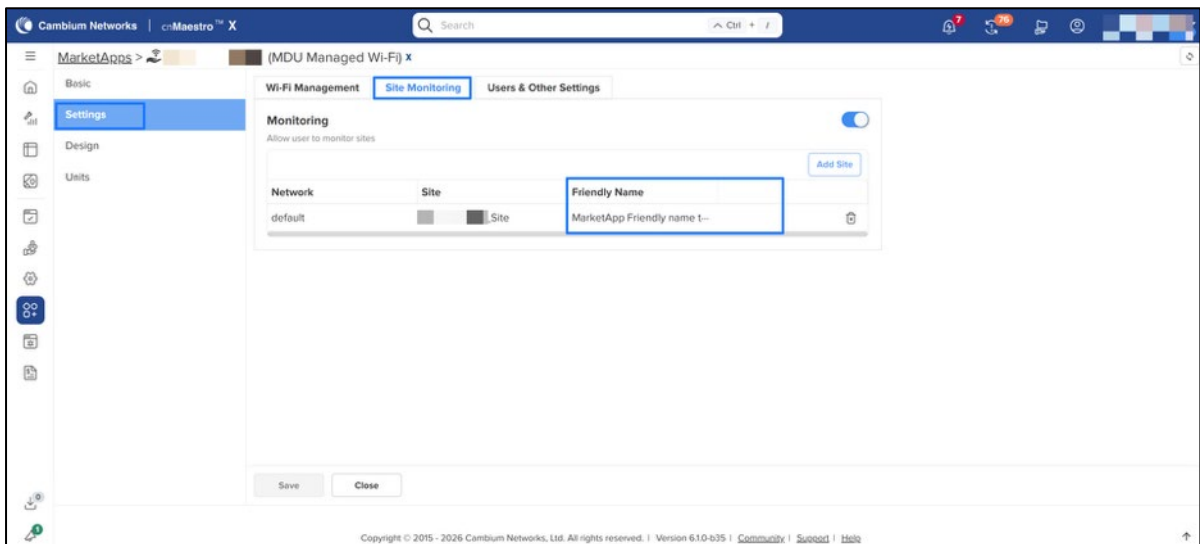 Cambium Networks | cnMaestro™ X
Search
Ctrl + /
7
76
MarketApps >
(MDU Managed Wi-Fi) x
Basic
Settings
Design
Units
Wi-Fi Management
Site Monitoring
Users & Other Settings
Monitoring
Allow user to monitor sites
Add Site
Network Site Friendly Name
default _Site MarketApp Friendly name t...
Save
Close
0
1
Copyright © 2015 - 2026 Cambium Networks, Ltd. All rights reserved. | Version 6.1.0-b35 | Community | Support | Help